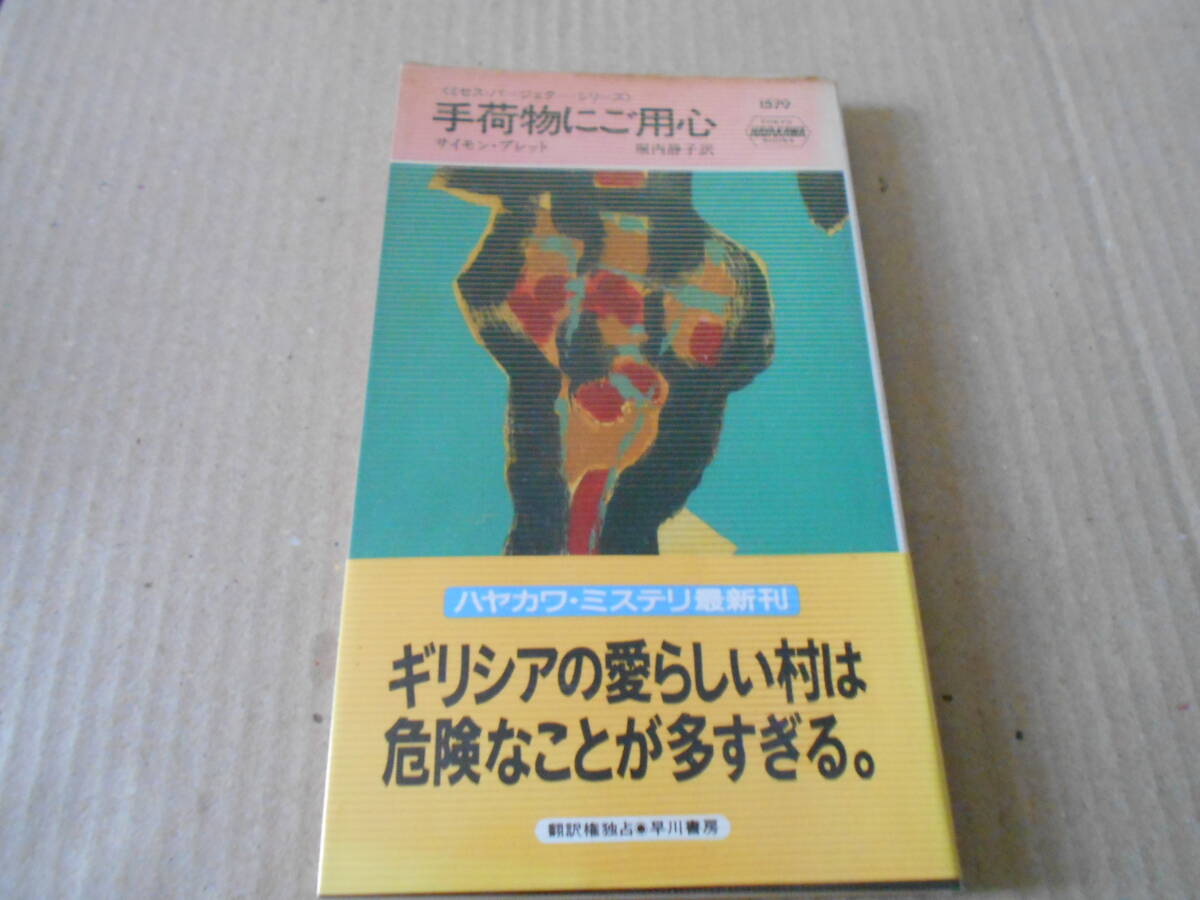 〈ミセス・パージェター・シリーズ〉
1579
手荷物にご用心
TOKYO
HAYAKAWA
BOOKS
サイモン・ブレット 堀内静子訳
ハヤカワ・ミステリ最新刊
ギリシアの愛らしい村は
危険なことが多すぎる。
翻訳権独占●早川書房